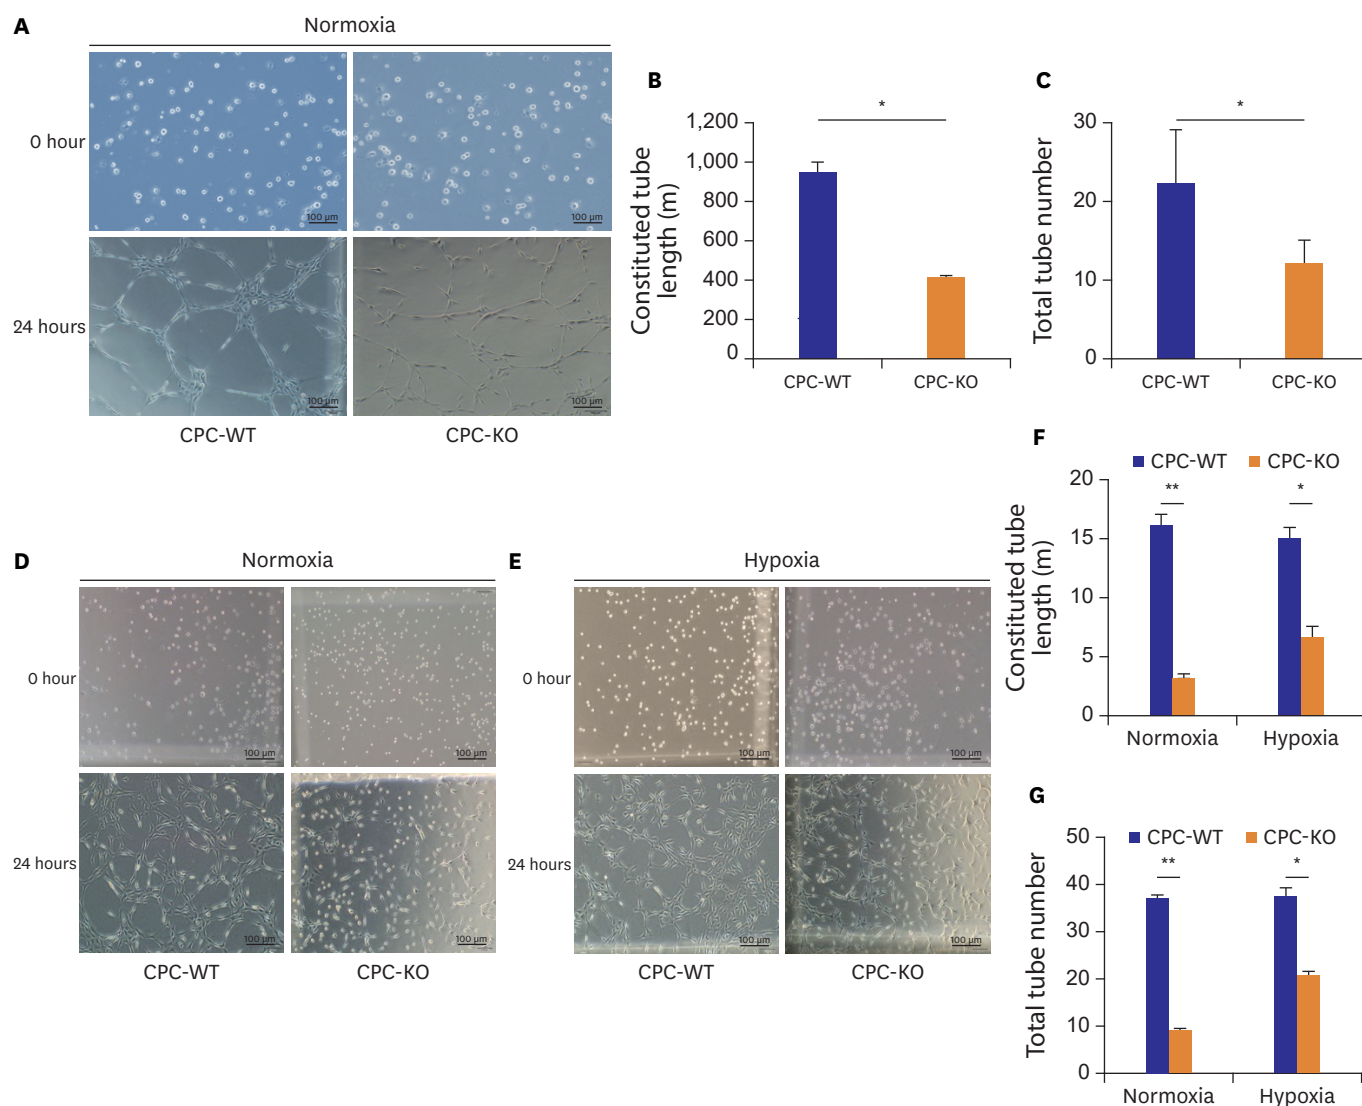 A
Normoxia
0 hour
100 µm
100 µm
24 hours
100 µm
100 µm
CPC-WT
CPC-KO
B
*
Constituted tube
length (m)
1,200
1,000
800
600
400
200
0
CPC-WT
CPC-KO
C
*
Total tube number
30
20
10
0
CPC-WT
CPC-KO
D
Normoxia
0 hour
100 µm
100 µm
24 hours
100 µm
100 µm
CPC-WT
CPC-KO
E
Hypoxia
0 hour
100 µm
100 µm
24 hours
100 µm
100 µm
CPC-WT
CPC-KO
F
CPC-WT
CPC-KO
**
*
Constituted tube
length (m)
20
15
10
5
0
Normoxia
Hypoxia
G
CPC-WT
CPC-KO
**
*
Total tube number
50
40
30
20
10
0
Normoxia
Hypoxia